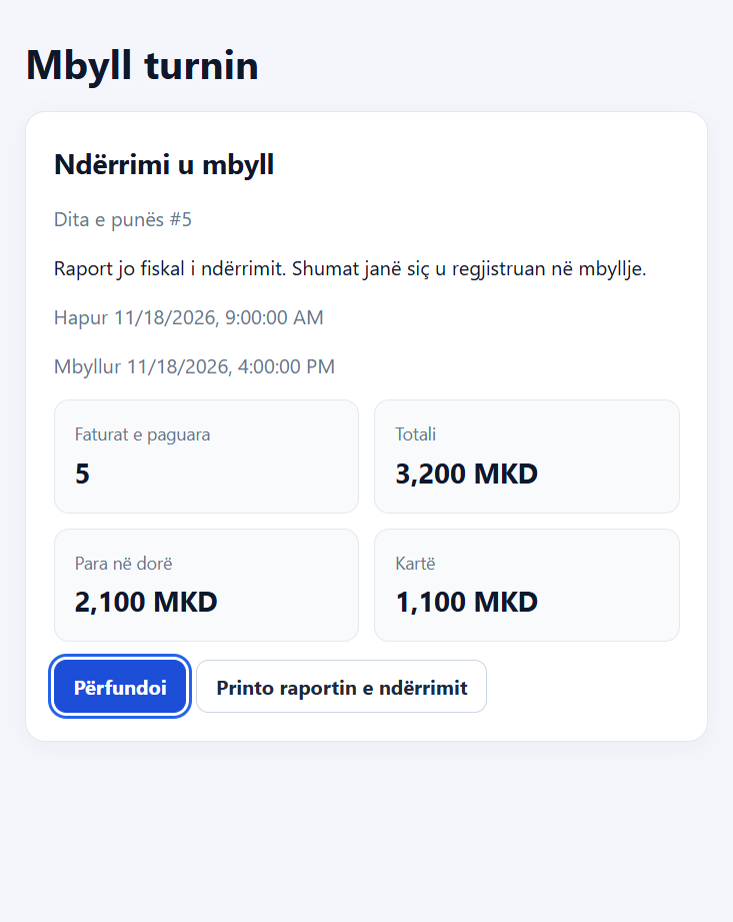 Mbyll turnin
Ndërrimi u mbyll
Dita e punës #5
Raport jo fiskal i ndërrimit. Shumat janë siç u regjistruan në mbyllje.
Hapur 11/18/2026, 9:00:00 AM
Mbyllur 11/18/2026, 4:00:00 PM
Faturat e paguara
5
Totali
3,200 MKD
Para në dorë
2,100 MKD
Kartë
1,100 MKD
Përfundoi
Printo raportin e ndërrimit